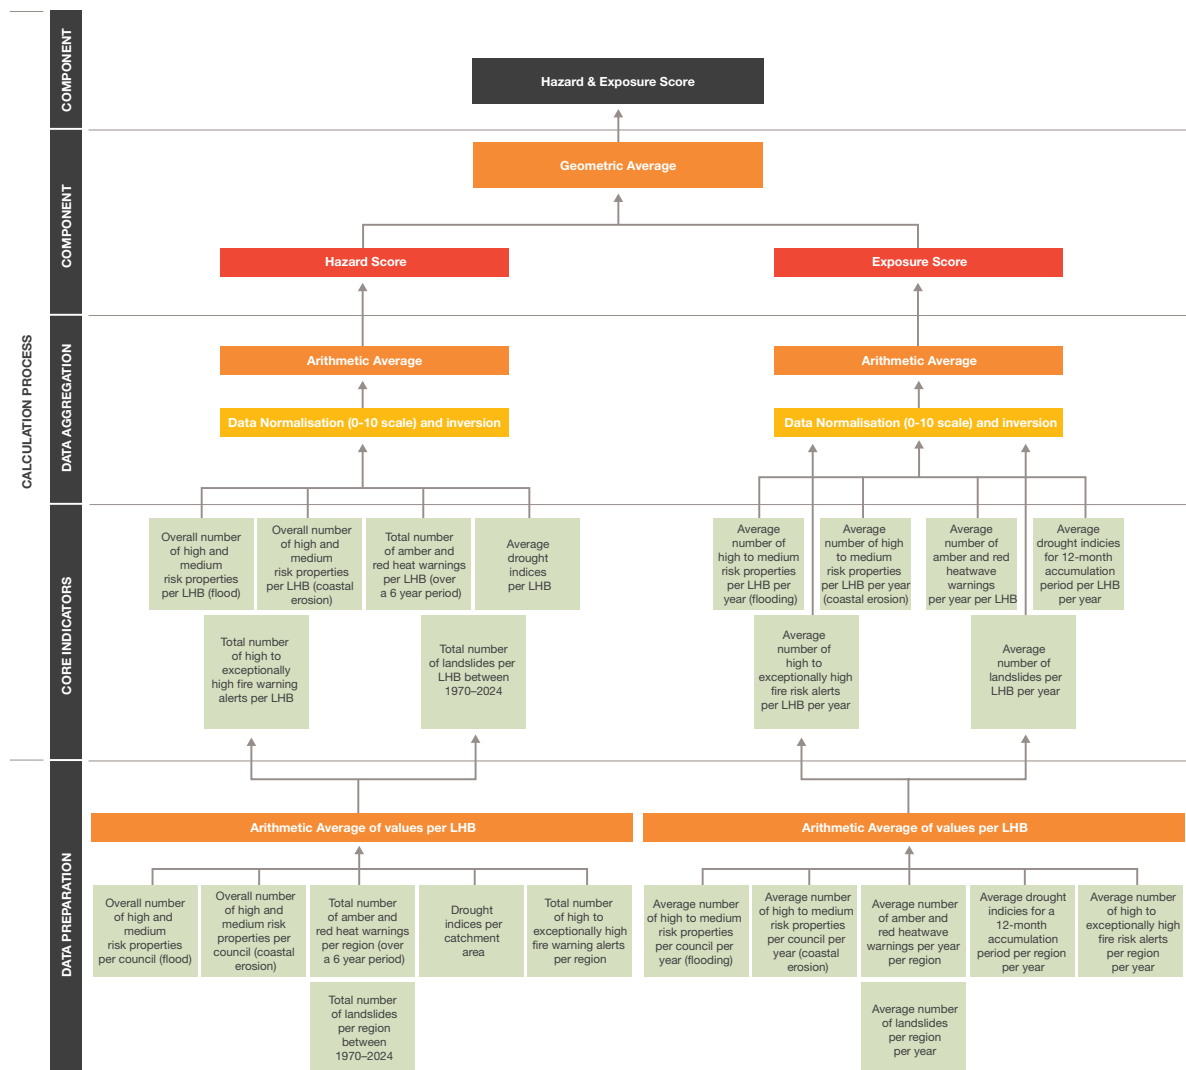 CALCULATION PROCESS
COMPONENT
Hazard & Exposure Score
COMPONENT
Geometric Average
Hazard Score
Exposure Score
DATA AGGREGATION
Arithmetic Average
Arithmetic Average
Data Normalisation (0-10 scale) and inversion
Data Normalisation (0-10 scale) and inversion
CORE INDICATORS
Overall number
of high and
medium
risk properties
per LHB (flood)
Overall number
of high and
medium
risk properties
per LHB (coastal
erosion)
Total number
of amber and
red heat warnings
per LHB (over
a 6 year period)
Average
drought
indices
per LHB
Total number
of high to
exceptionally
high fire warning
alerts per LHB
Total number
of landslides per
LHB between
1970–2024
Average
number of
high to medium
risk properties
per LHB per
year (flooding)
Average
number of high
to medium
risk properties
per LHB per year
(coastal erosion)
Average
number of
amber and red
heatwave
warnings
per year per LHB
Average
drought indicies
for 12-month
accumulation
period per LHB
per year
Average
number of
high to
exceptionally high
fire risk alerts
per LHB per year
Average
number of
landslides per
LHB per year
DATA PREPARATION
Arithmetic Average of values per LHB
Arithmetic Average of values per LHB
Overall number
of high and
medium
risk properties
per council (flood)
Overall number
of high and
medium risk
properties per
council (coastal
erosion)
Total number
of amber and
red heat warnings
per region (over
a 6 year period)
Drought
indices per
catchment
area
Total number
of high to
exceptionally high
fire warning alerts
per region
Total number
of landslides
per region
between
1970–2024
Average number
of high to medium
risk properties
per council per
year (flooding)
Average number
of high to medium
risk properties
per council per
year (coastal
erosion)
Average number
of amber and
red heatwave
warnings per year
per region
Average drought
indicies for a
12-month
accumulation
period per region
per year
Average number
of high to
exceptionally high
fire risk alerts
per region
per year
Average number
of landslides
per region
per year